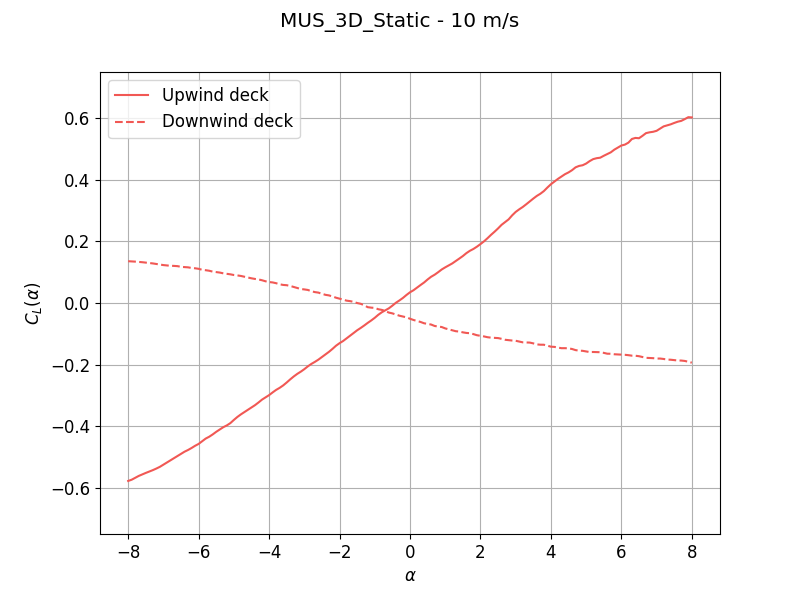 MUS_3D_Static - 10 m/s
Upwind deck
Downwind deck
0.6
0.4
0.2
0.0
−0.2
−0.4
−0.6
C_L(α)
−8 −6 −4 −2 0 2 4 6 8
α